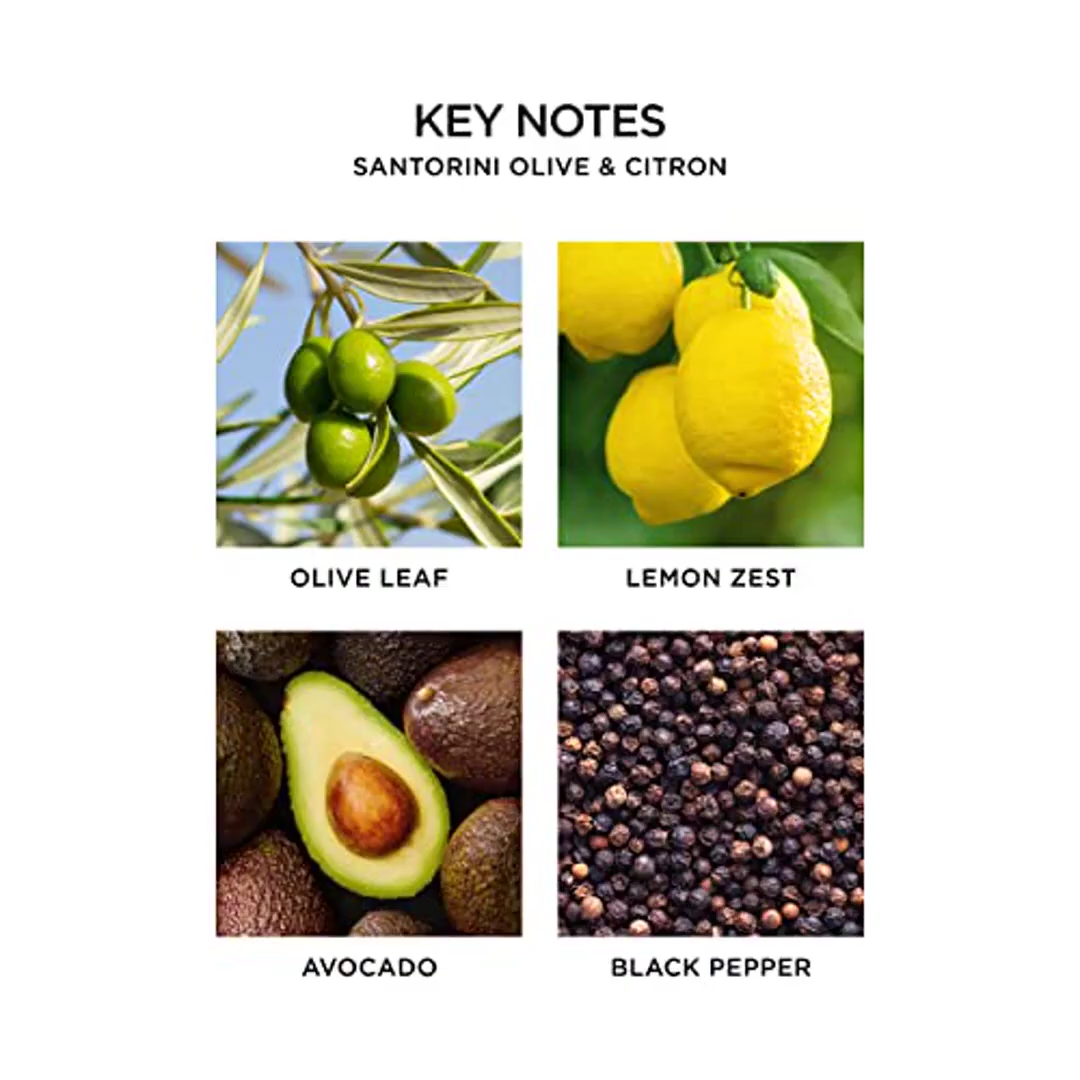 KEY NOTES
SANTORINI OLIVE & CITRON
OLIVE LEAF
LEMON ZEST
AVOCADO
BLACK PEPPER